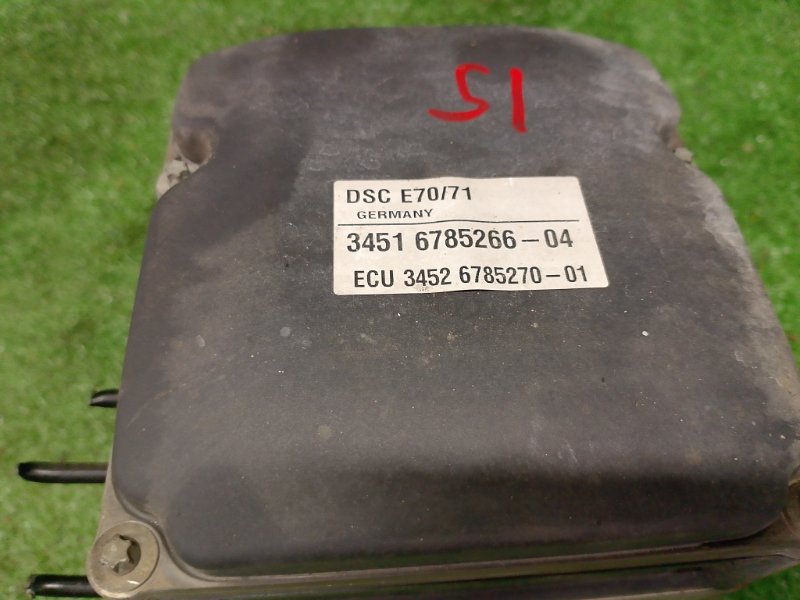 15
DSC E70/71
GERMANY
3451 6785266-04
ECU 3452 6785270-01